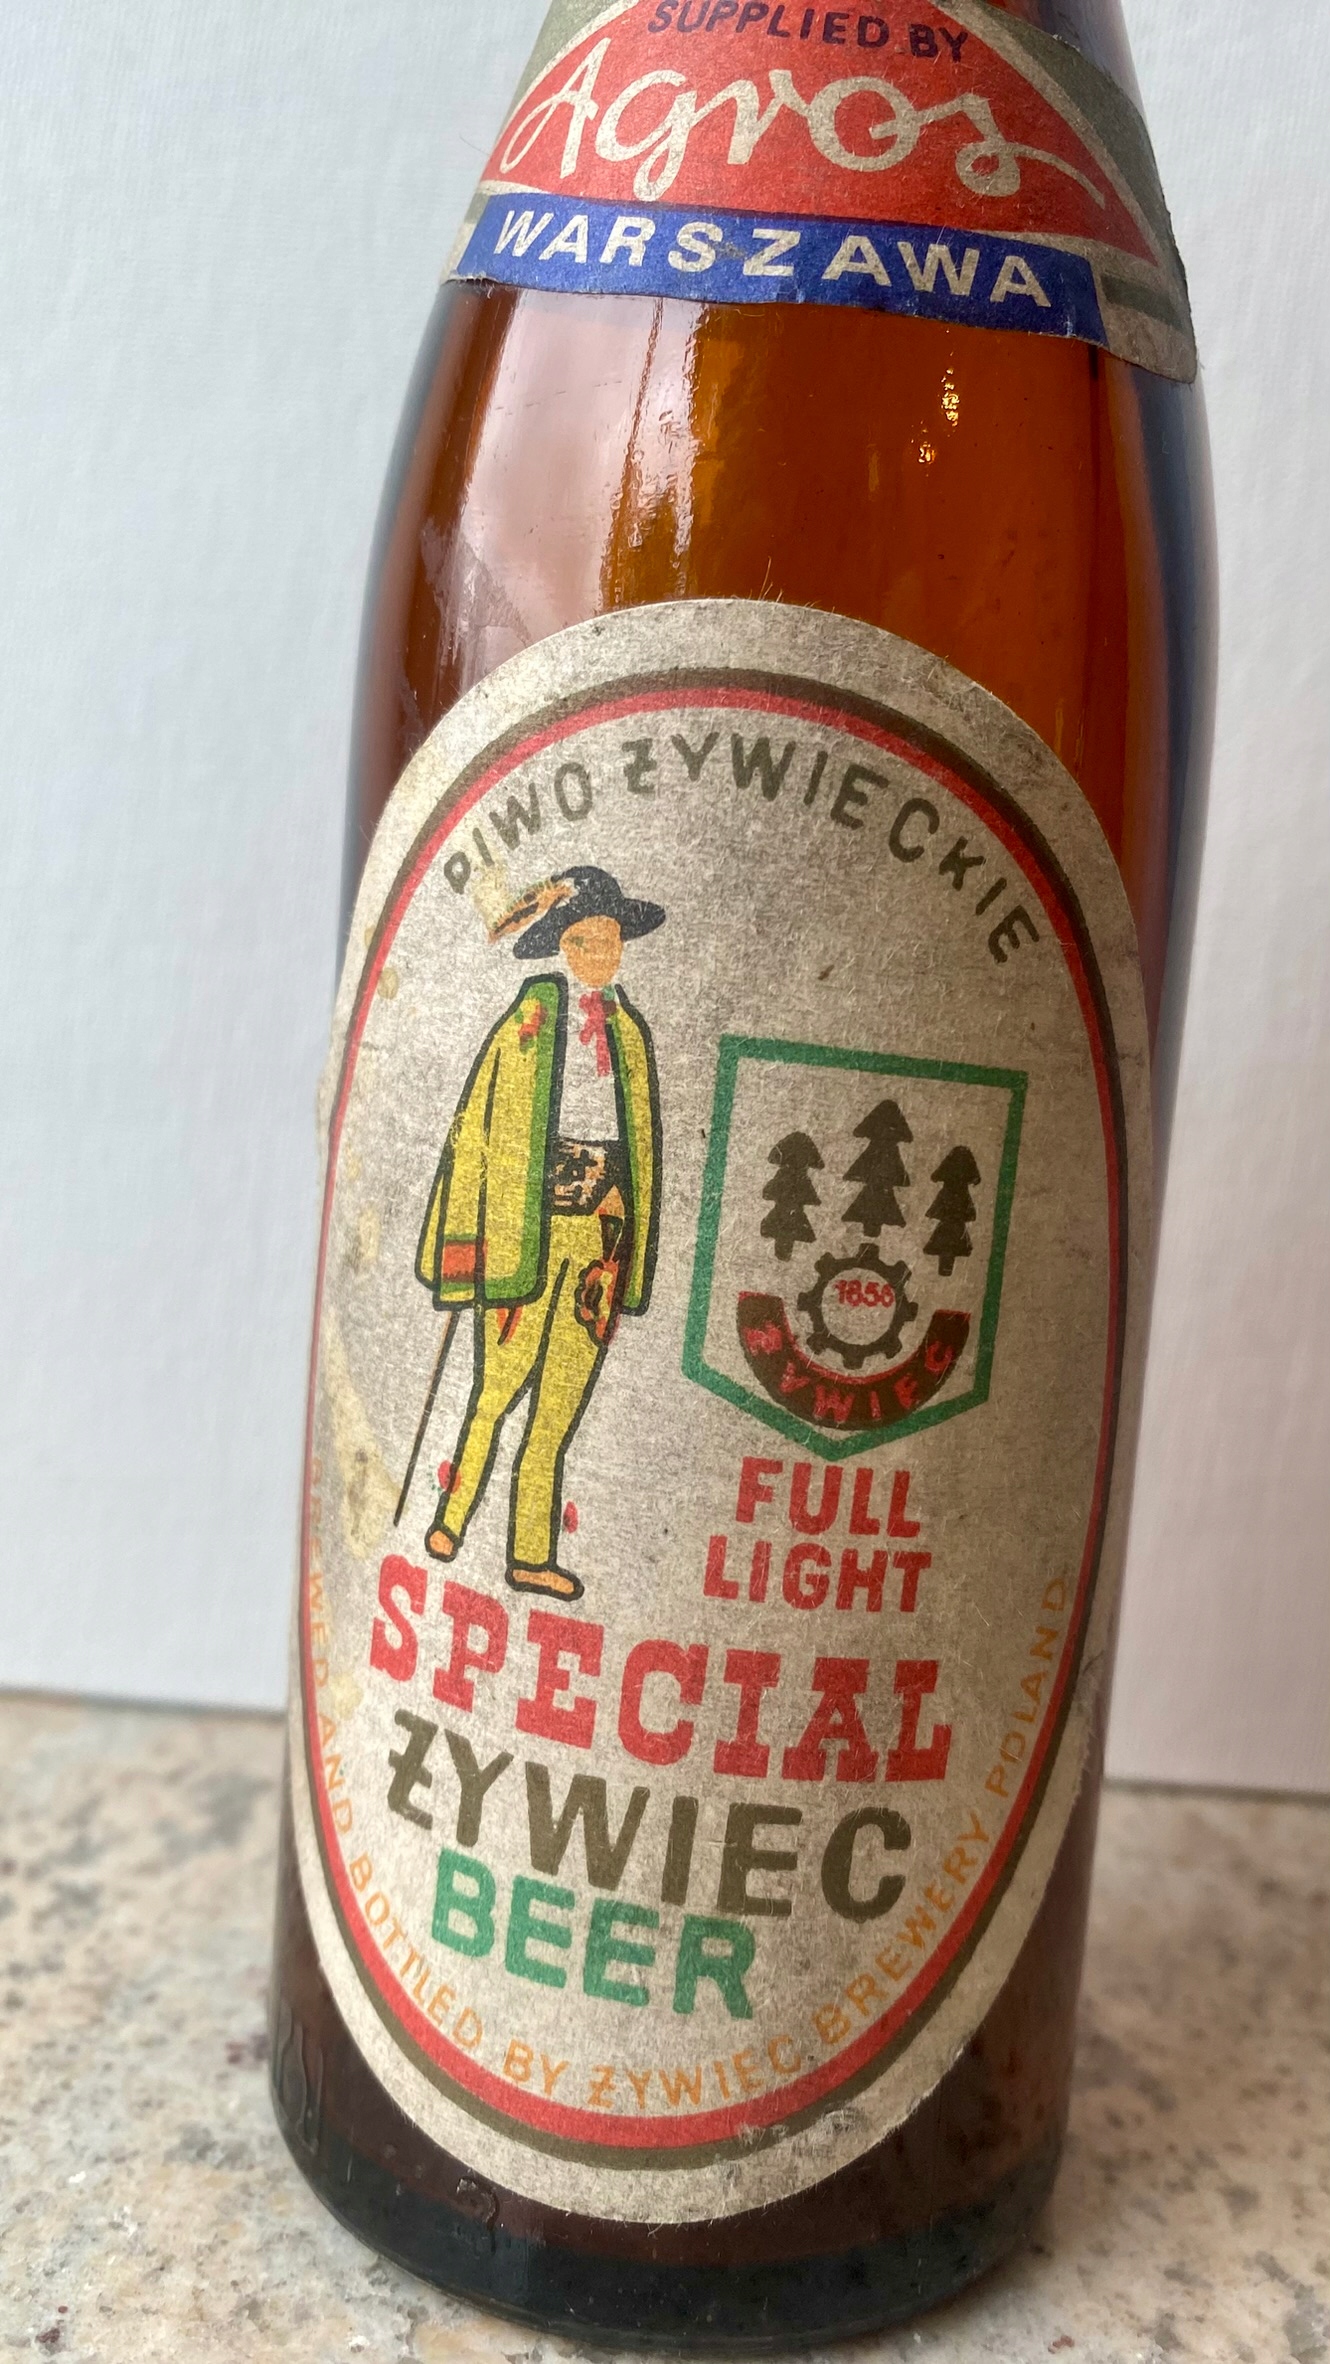 SUPPLIED BY
Agros
WARSZAWA
PIWO ŻYWIECKIE
1856
ŻYWIEC
FULL
LIGHT
SPECIAL
ŻYWIEC
BEER
BREWED AND BOTTLED BY ŻYWIEC BREWERY POLAND